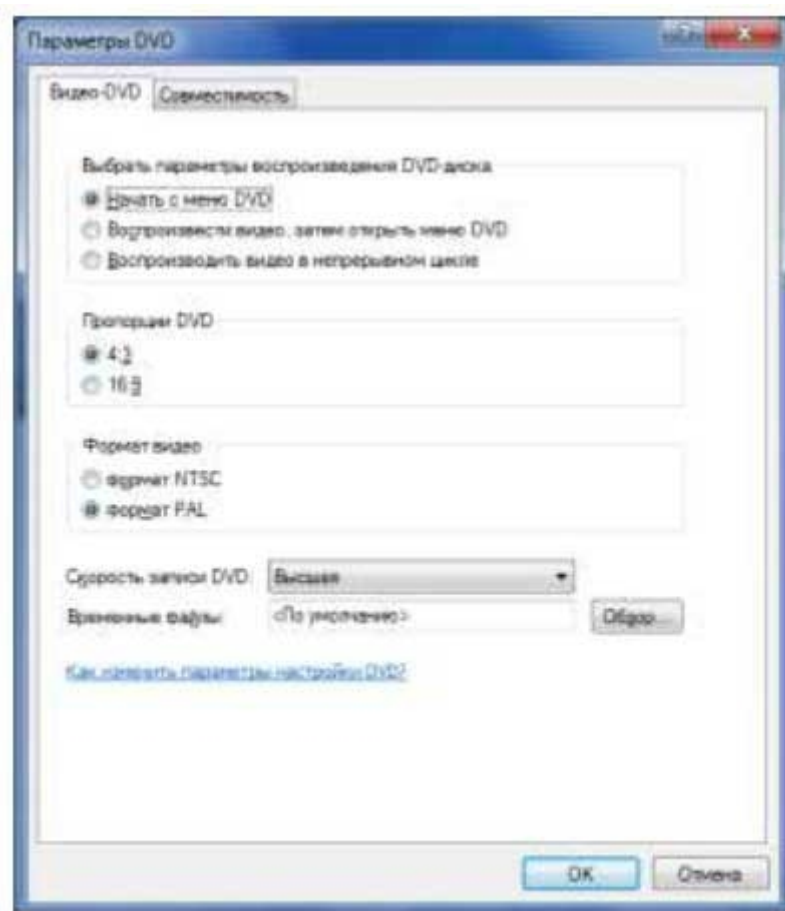 Параметры DVD
Видео-DVD Совместимость
Выбрать параметры воспроизведения DVD-диска
Начать с меню DVD
Воспроизвести видео, затем открыть меню DVD
Воспроизводить видео в непрерывном цикле
Пропорции DVD
4:3
16:9
Формат видео
формат NTSC
формат PAL
Скорость записи DVD: Высшая
Временные файлы: <По умолчанию> Обзор...
Как изменить параметры настройки DVD?
OK Отмена